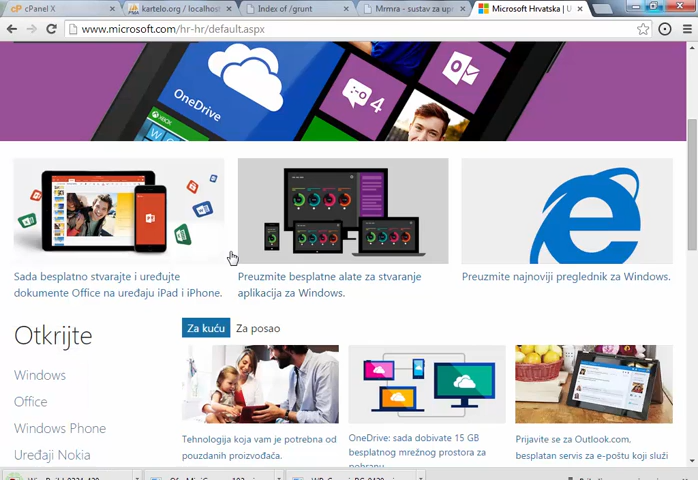 cPanel X
kartelo.org / localhost
Index of /grunt
Mrmra - sustav za upr
Microsoft Hrvatska | U
www.microsoft.com/hr-hr/default.aspx
OneDrive
4
XBOX
Sada besplatno stvarajte i uređujte
dokumente Office na uređaju iPad i iPhone.
Preuzmite besplatne alate za stvaranje
aplikacija za Windows.
Preuzmite najnoviji preglednik za Windows.
Otkrijte
Za kuću
Za posao
Windows
Office
Windows Phone
Uređaji Nokia
Tehnologija koja vam je potrebna od
pouzdanih proizvođača.
OneDrive: sada dobivate 15 GB
besplatnog mrežnog prostora za
pohranu
Prijavite se za Outlook.com,
besplatan servis za e-poštu koji služi